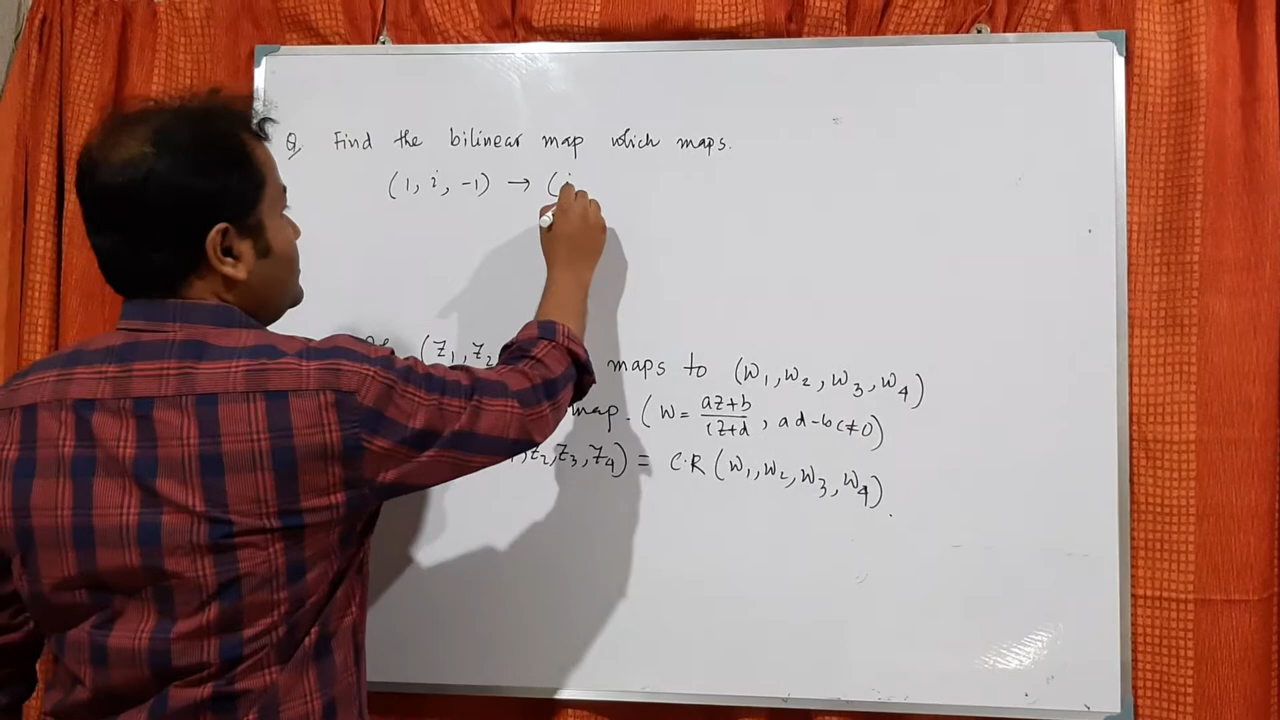 Q. Find the bilinear map which maps.
(1, i, -1) → (i,
(z₁, z₂ maps to (w₁, w₂, w₃, w₄)
map. (w = az+b/cz+d, ad-bc≠0)
z₂, z₃, z₄) = C.R (w₁, w₂, w₃, w₄).